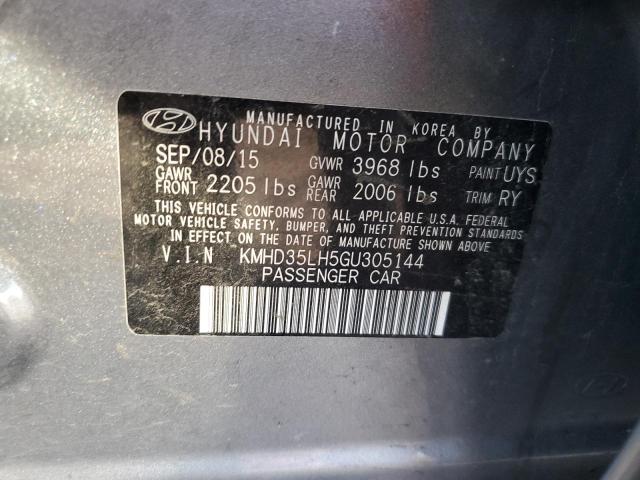 MANUFACTURED IN KOREA BY
HYUNDAI MOTOR COMPANY
SEP/08/15 GVWR 3968 lbs PAINT UYS
GAWR FRONT 2205 lbs GAWR REAR 2006 lbs TRIM RY
THIS VEHICLE CONFORMS TO ALL APPLICABLE U.S.A. FEDERAL
MOTOR VEHICLE SAFETY, BUMPER, AND THEFT PREVENTION STANDARDS
IN EFFECT ON THE DATE OF MANUFACTURE SHOWN ABOVE
V.I.N KMHD35LH5GU305144
PASSENGER CAR